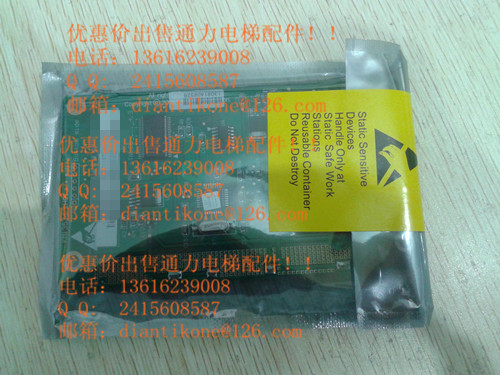 优惠价出售通力电梯配件！！
电话：13616239008
Q Q： 2415608587
邮箱：diantikone@126.com
优惠价出售通力电梯配件！！
电话：13616239008
Q Q： 2415608587
邮箱：diantikone@126.com
优惠价出售通力电梯配件！！
电话：13616239008
Q Q： 2415608587
邮箱：diantikone@126.com
Static Sensitive
Devices
Handle Only at
Static Safe Work
Stations
Reusable Container
Do Not Destroy